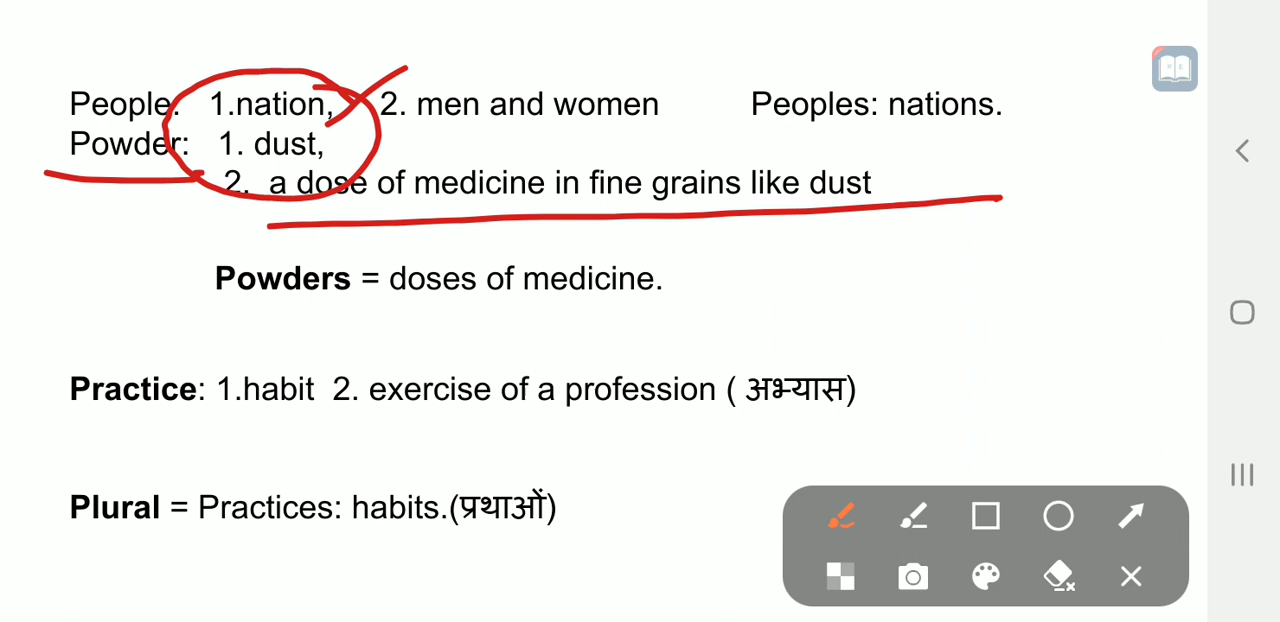 People: 1.nation, 2. men and women Peoples: nations.
Powder: 1. dust,
2. a dose of medicine in fine grains like dust
Powders = doses of medicine.
Practice: 1.habit 2. exercise of a profession ( अभ्यास)
Plural = Practices: habits.(प्रथाओं)